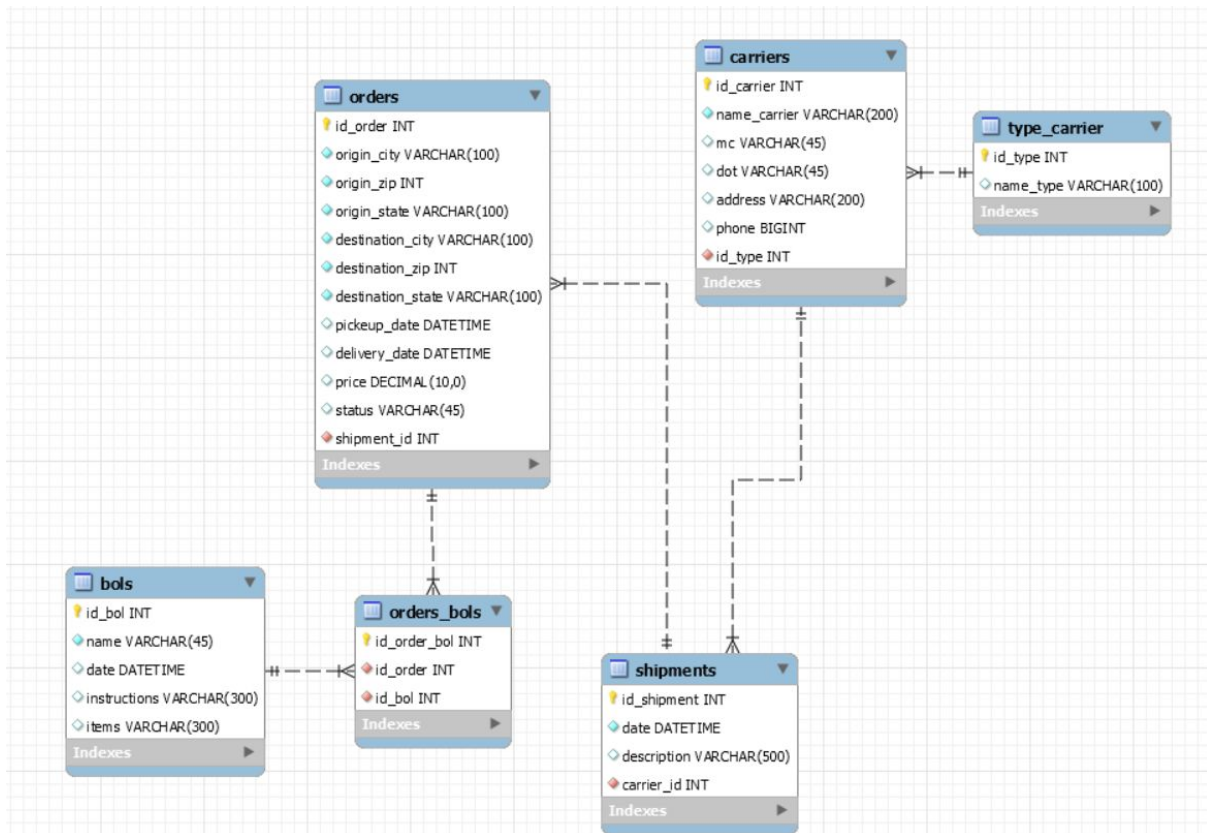 orders
id_order INT
origin_city VARCHAR(100)
origin_zip INT
origin_state VARCHAR(100)
destination_city VARCHAR(100)
destination_zip INT
destination_state VARCHAR(100)
pickeup_date DATETIME
delivery_date DATETIME
price DECIMAL(10,0)
status VARCHAR(45)
shipment_id INT
Indexes
carriers
id_carrier INT
name_carrier VARCHAR(200)
mc VARCHAR(45)
dot VARCHAR(45)
address VARCHAR(200)
phone BIGINT
id_type INT
Indexes
type_carrier
id_type INT
name_type VARCHAR(100)
Indexes
bols
id_bol INT
name VARCHAR(45)
date DATETIME
instructions VARCHAR(300)
items VARCHAR(300)
Indexes
orders_bols
id_order_bol INT
id_order INT
id_bol INT
Indexes
shipments
id_shipment INT
date DATETIME
description VARCHAR(500)
carrier_id INT
Indexes